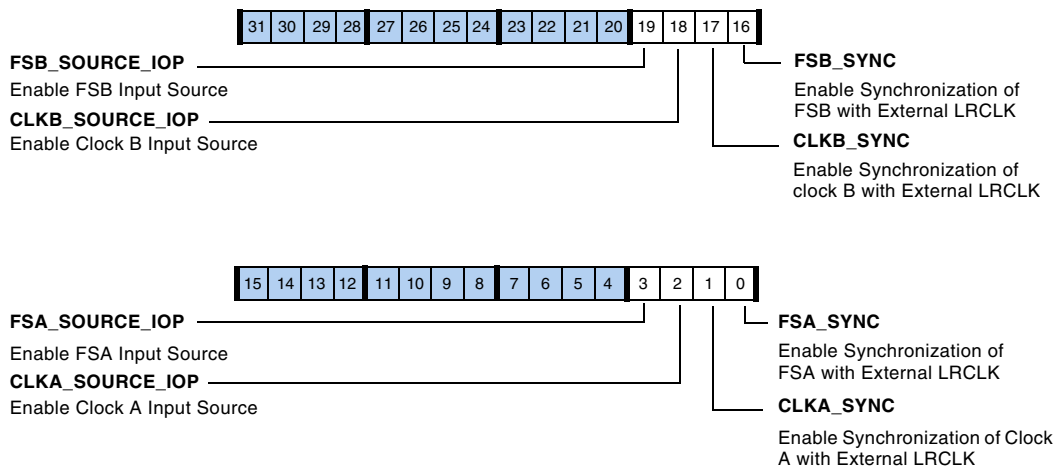 31 30 29 28 27 26 25 24 23 22 21 20 19 18 17 16
FSB_SOURCE_IOP
Enable FSB Input Source
CLKB_SOURCE_IOP
Enable Clock B Input Source
FSB_SYNC
Enable Synchronization of
FSB with External LRCLK
CLKB_SYNC
Enable Synchronization of
clock B with External LRCLK
15 14 13 12 11 10 9 8 7 6 5 4 3 2 1 0
FSA_SOURCE_IOP
Enable FSA Input Source
CLKA_SOURCE_IOP
Enable Clock A Input Source
FSA_SYNC
Enable Synchronization of
FSA with External LRCLK
CLKA_SYNC
Enable Synchronization of Clock
A with External LRCLK